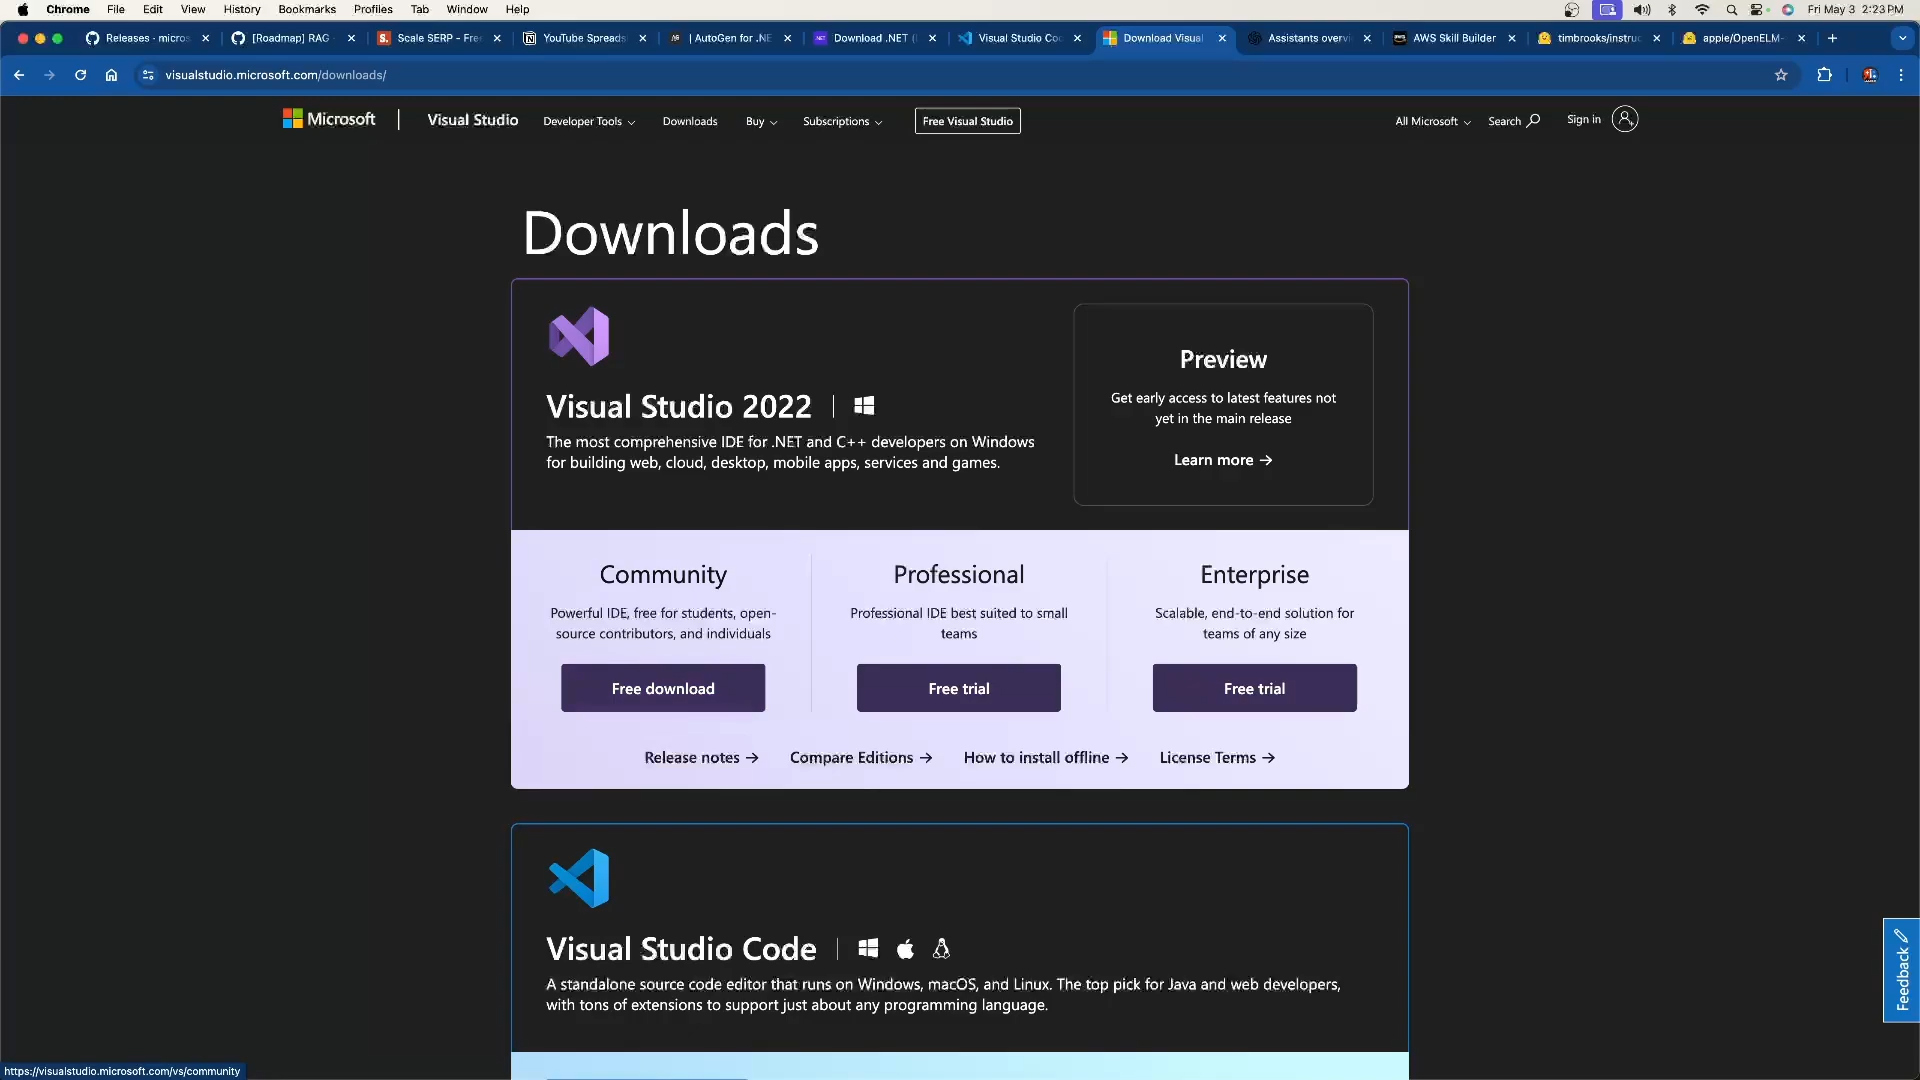 Chrome File Edit View History Bookmarks Profiles Tab Window Help Fri May 3 2:23 PM
Releases · micros [Roadmap] RAG Scale SERP - Free YouTube Spreads | AutoGen for .NE Download .NET ( Visual Studio Co Download Visual Assistants overvi AWS Skill Builder timbrooks/instruc apple/OpenELM-
visualstudio.microsoft.com/downloads/
Microsoft Visual Studio Developer Tools Downloads Buy Subscriptions Free Visual Studio All Microsoft Search Sign in
Downloads
Visual Studio 2022
The most comprehensive IDE for .NET and C++ developers on Windows
for building web, cloud, desktop, mobile apps, services and games.
Preview
Get early access to latest features not
yet in the main release
Learn more →
Community
Powerful IDE, free for students, open-
source contributors, and individuals
Free download
Professional
Professional IDE best suited to small
teams
Free trial
Enterprise
Scalable, end-to-end solution for
teams of any size
Free trial
Release notes → Compare Editions → How to install offline → License Terms →
Visual Studio Code
A standalone source code editor that runs on Windows, macOS, and Linux. The top pick for Java and web developers,
with tons of extensions to support just about any programming language.
Feedback
https://visualstudio.microsoft.com/vs/community